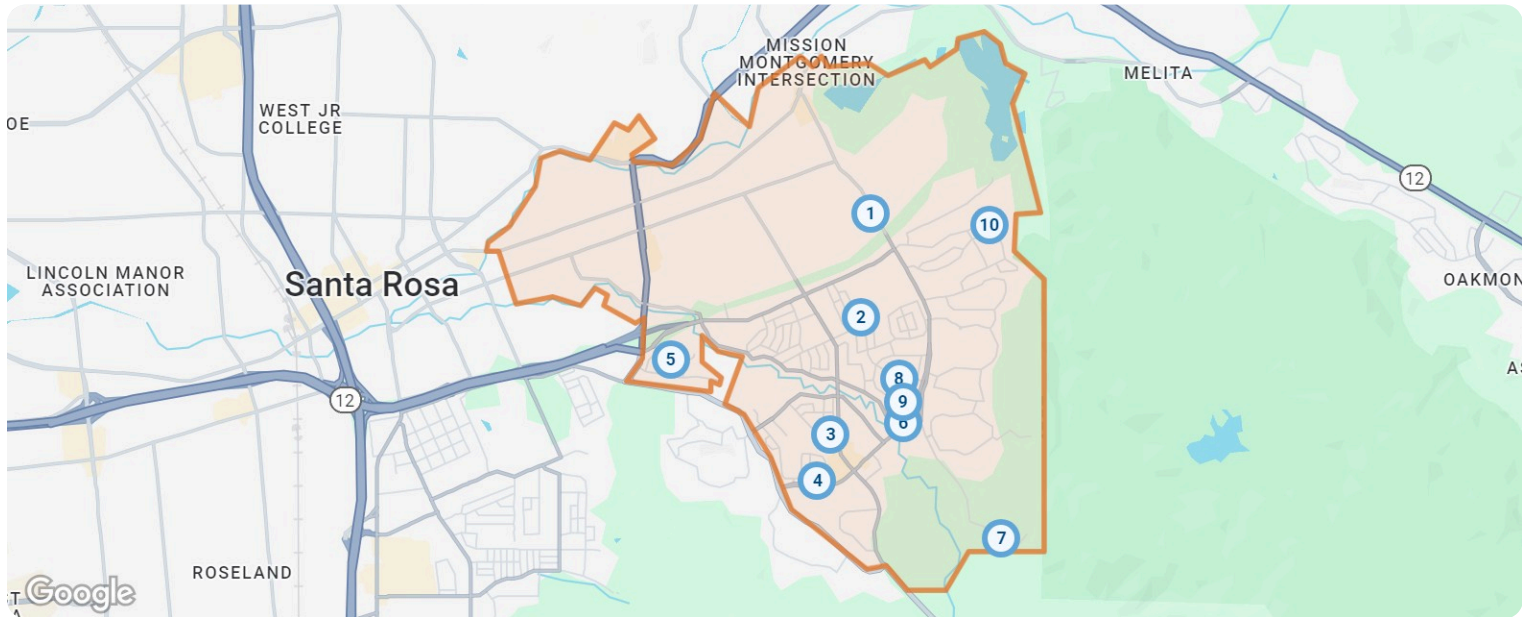 MISSION
MONTGOMERY
INTERSECTION
MELITA
WEST JR
COLLEGE
OE
12
1
10
LINCOLN MANOR
ASSOCIATION
Santa Rosa
OAKMON
2
5
8
12
9
6
3
4
7
ROSELAND
Google